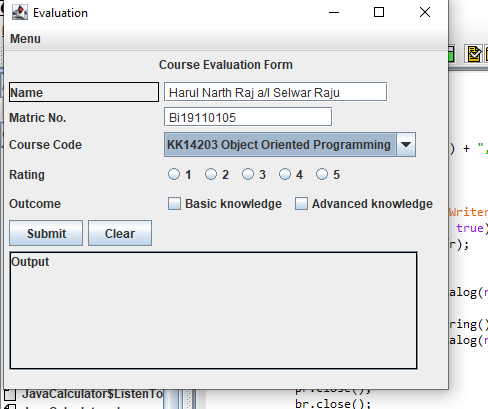 Evaluation
Menu
Course Evaluation Form
Name Harul Narth Raj a/l Selwar Raju
Matric No. Bi19110105
Course Code KK14203 Object Oriented Programming
Rating 1 2 3 4 5
Outcome Basic knowledge Advanced knowledge
Submit Clear
Output
) + ",
Writer
true)
r);
alog(n
ring()
alog(n
JavaCalculator$ListenTo
br.close();